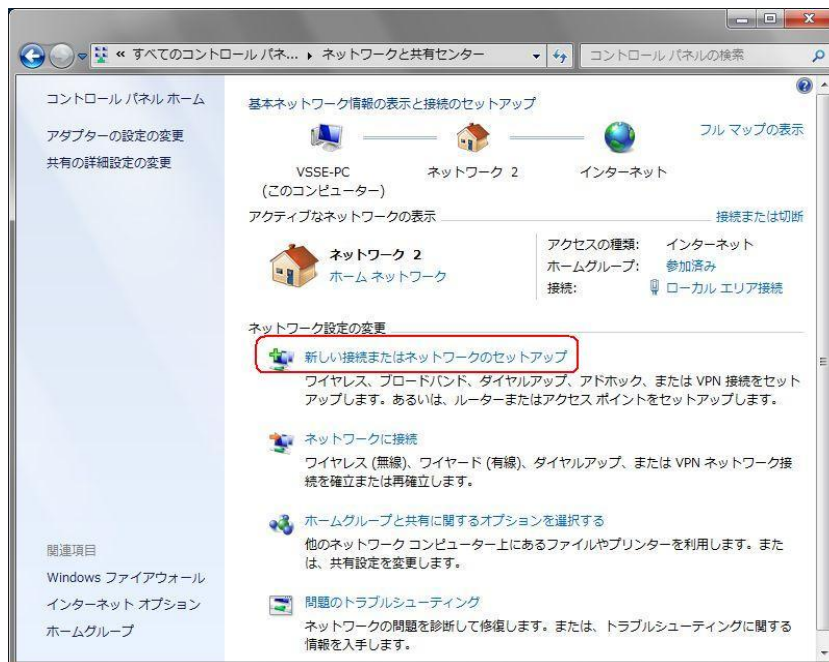 « すべてのコントロール パネ... ▸ ネットワークと共有センター
コントロール パネルの検索
コントロール パネル ホーム
アダプターの設定の変更
共有の詳細設定の変更
基本ネットワーク情報の表示と接続のセットアップ
フル マップの表示
VSSE-PC
(このコンピューター)
ネットワーク 2
インターネット
アクティブなネットワークの表示
接続または切断
ネットワーク 2
ホーム ネットワーク
アクセスの種類: インターネット
ホームグループ: 参加済み
接続: ローカル エリア接続
ネットワーク設定の変更
新しい接続またはネットワークのセットアップ
ワイヤレス、ブロードバンド、ダイヤルアップ、アドホック、または VPN 接続をセット
アップします。あるいは、ルーターまたはアクセス ポイントをセットアップします。
ネットワークに接続
ワイヤレス (無線)、ワイヤード (有線)、ダイヤルアップ、または VPN ネットワーク接
続を確立または再確立します。
ホームグループと共有に関するオプションを選択する
他のネットワーク コンピューター上にあるファイルやプリンターを利用します。また
は、共有設定を変更します。
問題のトラブルシューティング
ネットワークの問題を診断して修復します。または、トラブルシューティングに関する
情報を入手します。
関連項目
Windows ファイアウォール
インターネット オプション
ホームグループ